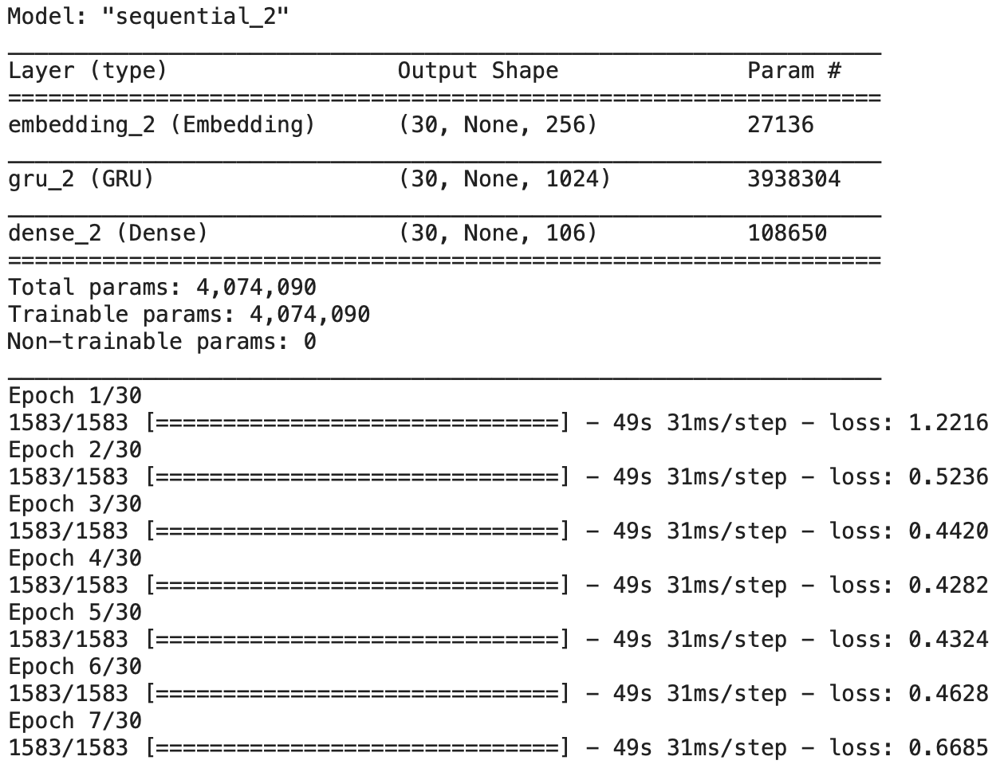 Model: "sequential_2"
_________________________________________________________________
Layer (type)                 Output Shape              Param #
=================================================================
embedding_2 (Embedding)      (30, None, 256)           27136
_________________________________________________________________
gru_2 (GRU)                  (30, None, 1024)          3938304
_________________________________________________________________
dense_2 (Dense)              (30, None, 106)           108650
=================================================================
Total params: 4,074,090
Trainable params: 4,074,090
Non-trainable params: 0
_________________________________________________________________
Epoch 1/30
1583/1583 [==============================] - 49s 31ms/step - loss: 1.2216
Epoch 2/30
1583/1583 [==============================] - 49s 31ms/step - loss: 0.5236
Epoch 3/30
1583/1583 [==============================] - 49s 31ms/step - loss: 0.4420
Epoch 4/30
1583/1583 [==============================] - 49s 31ms/step - loss: 0.4282
Epoch 5/30
1583/1583 [==============================] - 49s 31ms/step - loss: 0.4324
Epoch 6/30
1583/1583 [==============================] - 49s 31ms/step - loss: 0.4628
Epoch 7/30
1583/1583 [==============================] - 49s 31ms/step - loss: 0.6685